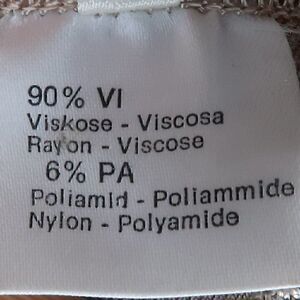 90% VI
Viskose - Viscosa
Rayon - Viscose
6% PA
Poliamid - Poliammide
Nylon - Polyamide